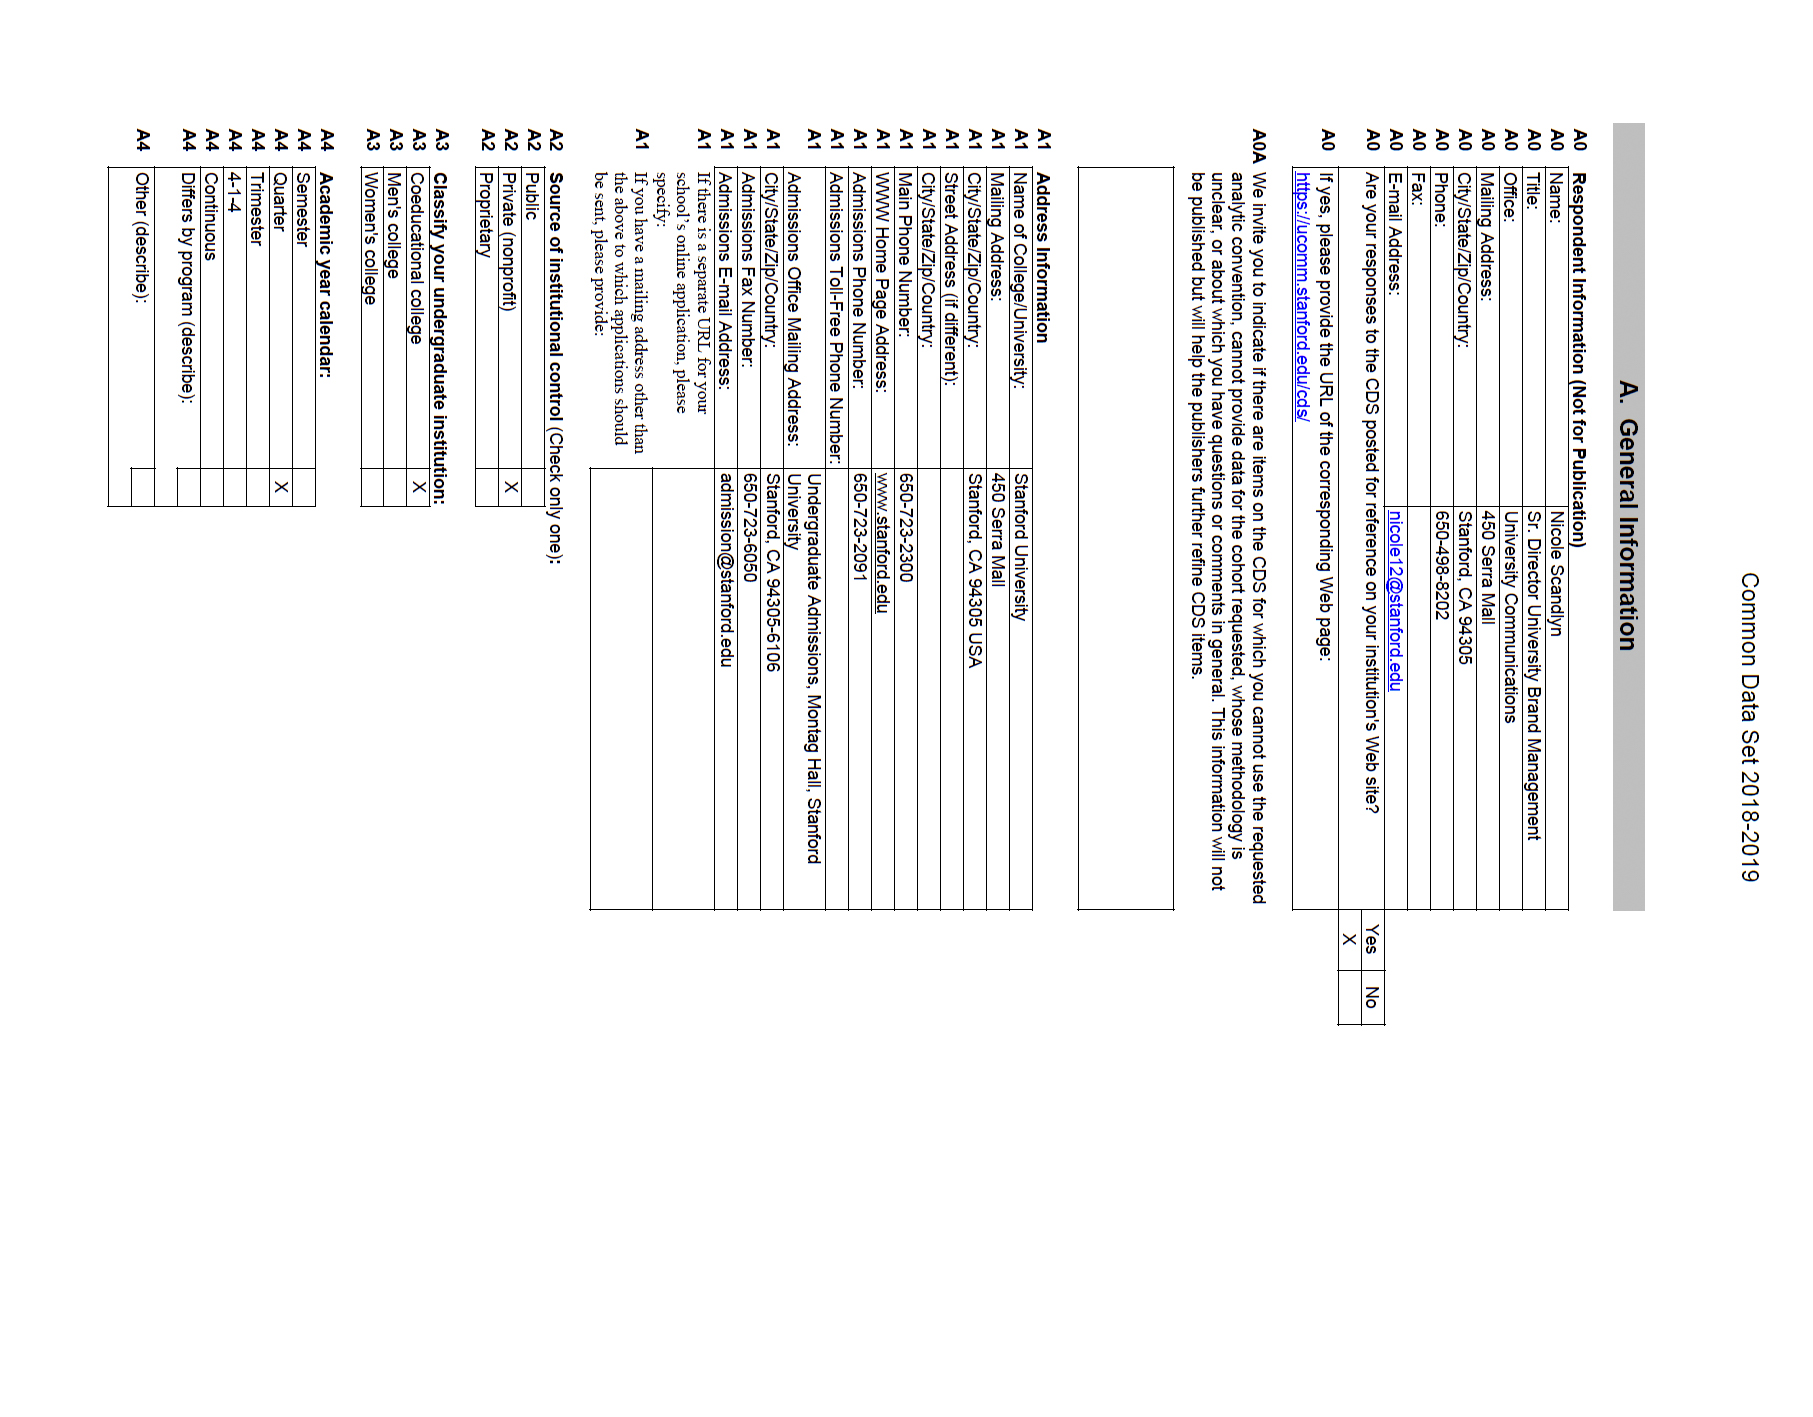 Common Data Set 2018-2019
A. General Information
A0 Respondent Information (Not for Publication)
A0 Name: Nicole Scandlyn
A0 Title: Sr. Director University Brand Management
A0 Office: University Communications
A0 Mailing Address: 450 Serra Mall
A0 City/State/Zip/Country: Stanford, CA 94305
A0 Phone: 650-498-8202
A0 Fax:
A0 E-mail Address: nicole12@stanford.edu
A0 Are your responses to the CDS posted for reference on your institution's Web site? Yes No
X
A0 If yes, please provide the URL of the corresponding Web page:
https://ucomm.stanford.edu/cds/
A0A We invite you to indicate if there are items on the CDS for which you cannot use the requested
analytic convention, cannot provide data for the cohort requested, whose methodology is
unclear, or about which you have questions or comments in general. This information will not
be published but will help the publishers further refine CDS items.
A1 Address Information
A1 Name of College/University: Stanford University
A1 Mailing Address: 450 Serra Mall
A1 City/State/Zip/Country: Stanford, CA 94305 USA
A1 Street Address (if different):
A1 City/State/Zip/Country:
A1 Main Phone Number: 650-723-2300
A1 WWW Home Page Address: www.stanford.edu
A1 Admissions Phone Number: 650-723-2091
A1 Admissions Toll-Free Phone Number:
A1 Admissions Office Mailing Address: Undergraduate Admissions, Montag Hall, Stanford
University
A1 City/State/Zip/Country: Stanford, CA 94305-6106
A1 Admissions Fax Number: 650-723-6050
A1 Admissions E-mail Address: admission@stanford.edu
A1 If there is a separate URL for your
school's online application, please
specify:
A1 If you have a mailing address other than
the above to which applications should
be sent, please provide:
A2 Source of institutional control (Check only one):
A2 Public
A2 Private (nonprofit) X
A2 Proprietary
A3 Classify your undergraduate institution:
A3 Coeducational college X
A3 Men's college
A3 Women's college
A4 Academic year calendar:
A4 Semester
A4 Quarter X
A4 Trimester
A4 4-1-4
A4 Continuous
A4 Differs by program (describe):
A4 Other (describe):